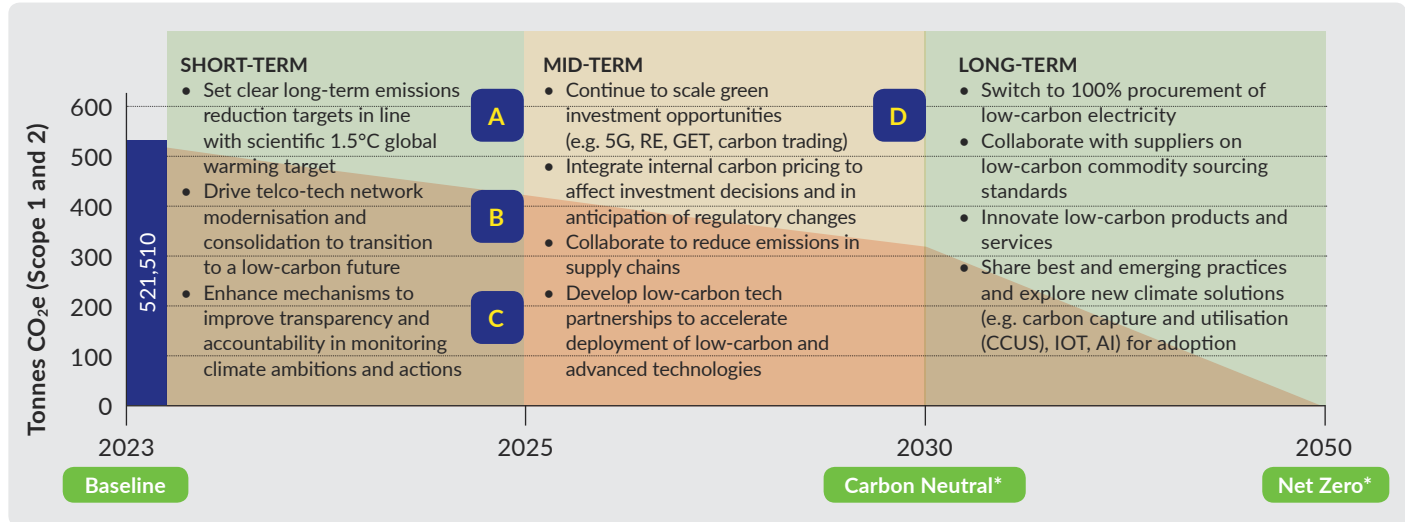 SHORT-TERM
• Set clear long-term emissions
reduction targets in line
with scientific 1.5°C global
warming target
• Drive telco-tech network
modernisation and
consolidation to transition
to a low-carbon future
• Enhance mechanisms to
improve transparency and
accountability in monitoring
climate ambitions and actions
A
B
C
MID-TERM
• Continue to scale green
investment opportunities
(e.g. 5G, RE, GET, carbon trading)
• Integrate internal carbon pricing to
affect investment decisions and in
anticipation of regulatory changes
• Collaborate to reduce emissions in
supply chains
• Develop low-carbon tech
partnerships to accelerate
deployment of low-carbon and
advanced technologies
D
LONG-TERM
• Switch to 100% procurement of
low-carbon electricity
• Collaborate with suppliers on
low-carbon commodity sourcing
standards
• Innovate low-carbon products and
services
• Share best and emerging practices
and explore new climate solutions
(e.g. carbon capture and utilisation
(CCUS), IOT, AI) for adoption
Tonnes CO₂e (Scope 1 and 2)
600
500
400
300
200
100
0
521,510
2023
2025
2030
2050
Baseline
Carbon Neutral*
Net Zero*